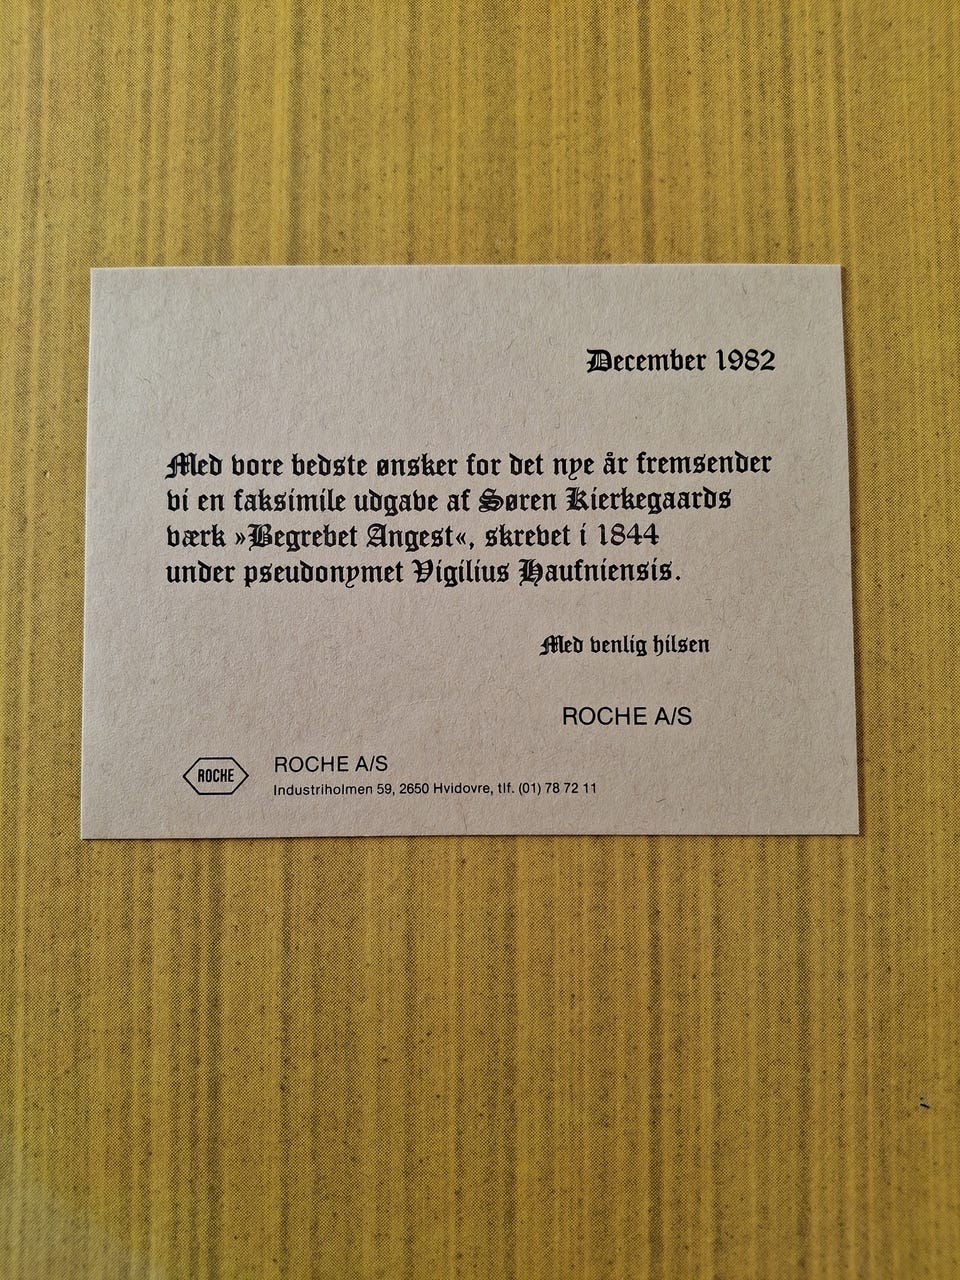 December 1982
Med vore bedste ønsker for det nye år fremsender
vi en faksimile udgave af Søren Kierkegaards
værk »Begrebet Angest«, skrevet i 1844
under pseudonymet Vigilius Haufniensis.
Med venlig hilsen
ROCHE A/S
ROCHE
ROCHE A/S
Industriholmen 59, 2650 Hvidovre, tlf. (01) 78 72 11